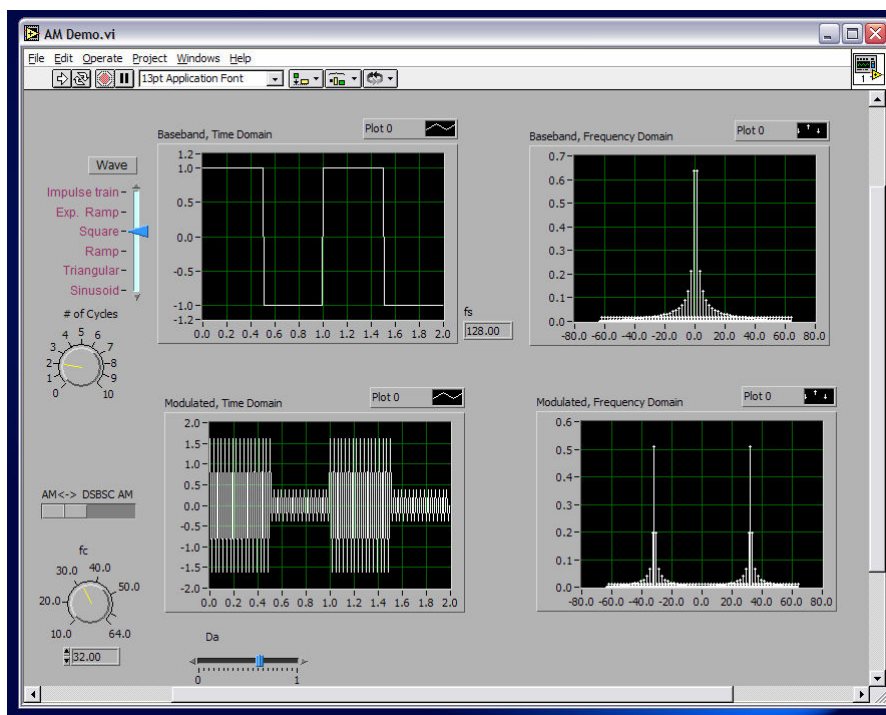 AM Demo.vi
File Edit Operate Project Windows Help
13pt Application Font
1
Baseband, Time Domain
Plot 0
Wave
Impulse train
Exp. Ramp
Square
Ramp
Triangular
Sinusoid
1.2
1.0
0.5
0.0
-0.5
-1.0
-1.2
0.0 0.2 0.4 0.6 0.8 1.0 1.2 1.4 1.6 1.8 2.0
fs
128.00
Baseband, Frequency Domain
Plot 0
0.7
0.6
0.5
0.4
0.3
0.2
0.1
0.0
-80.0 -60.0 -40.0 -20.0 0.0 20.0 40.0 60.0 80.0
# of Cycles
0 1 2 3 4 5 6 7 8 9 10
Modulated, Time Domain
Plot 0
2.0
1.5
1.0
0.5
0.0
-0.5
-1.0
-1.5
-2.0
0.0 0.2 0.4 0.6 0.8 1.0 1.2 1.4 1.6 1.8 2.0
Modulated, Frequency Domain
Plot 0
0.6
0.5
0.4
0.3
0.2
0.1
0.0
-80.0 -60.0 -40.0 -20.0 0.0 20.0 40.0 60.0 80.0
AM<-> DSBSC AM
fc
10.0 20.0 30.0 40.0 50.0 64.0
32.00
Da
0 1